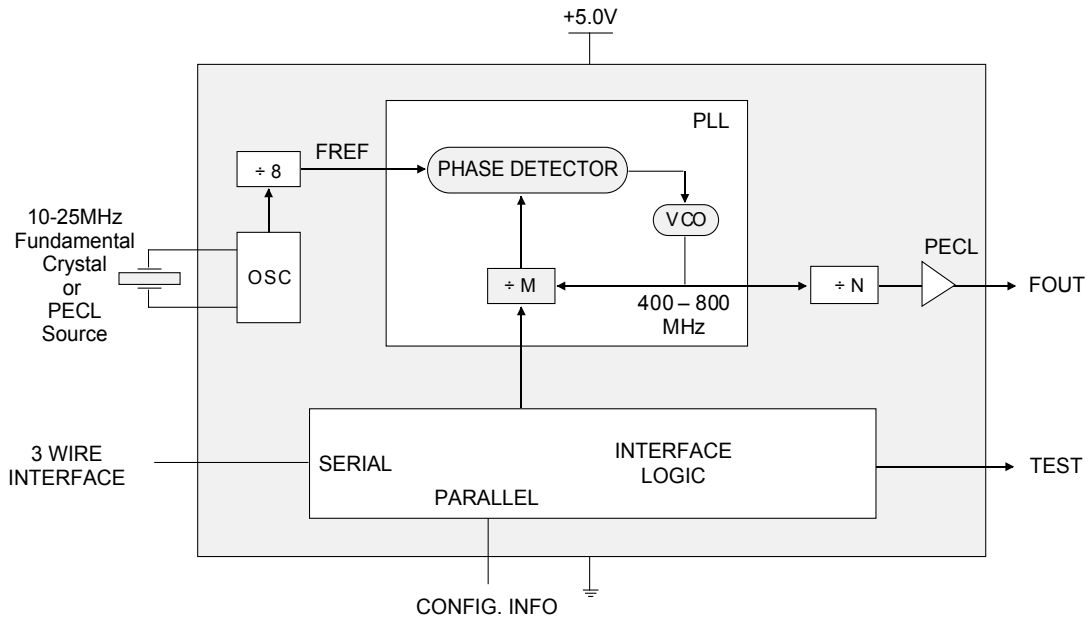 +5.0V
PLL
FREF
PHASE DETECTOR
÷ 8
10-25MHz
Fundamental
Crystal
or
PECL
Source
OSC
VCO
÷ M
400 – 800
MHz
÷ N
PECL
FOUT
3 WIRE
INTERFACE
SERIAL
PARALLEL
INTERFACE
LOGIC
TEST
CONFIG. INFO